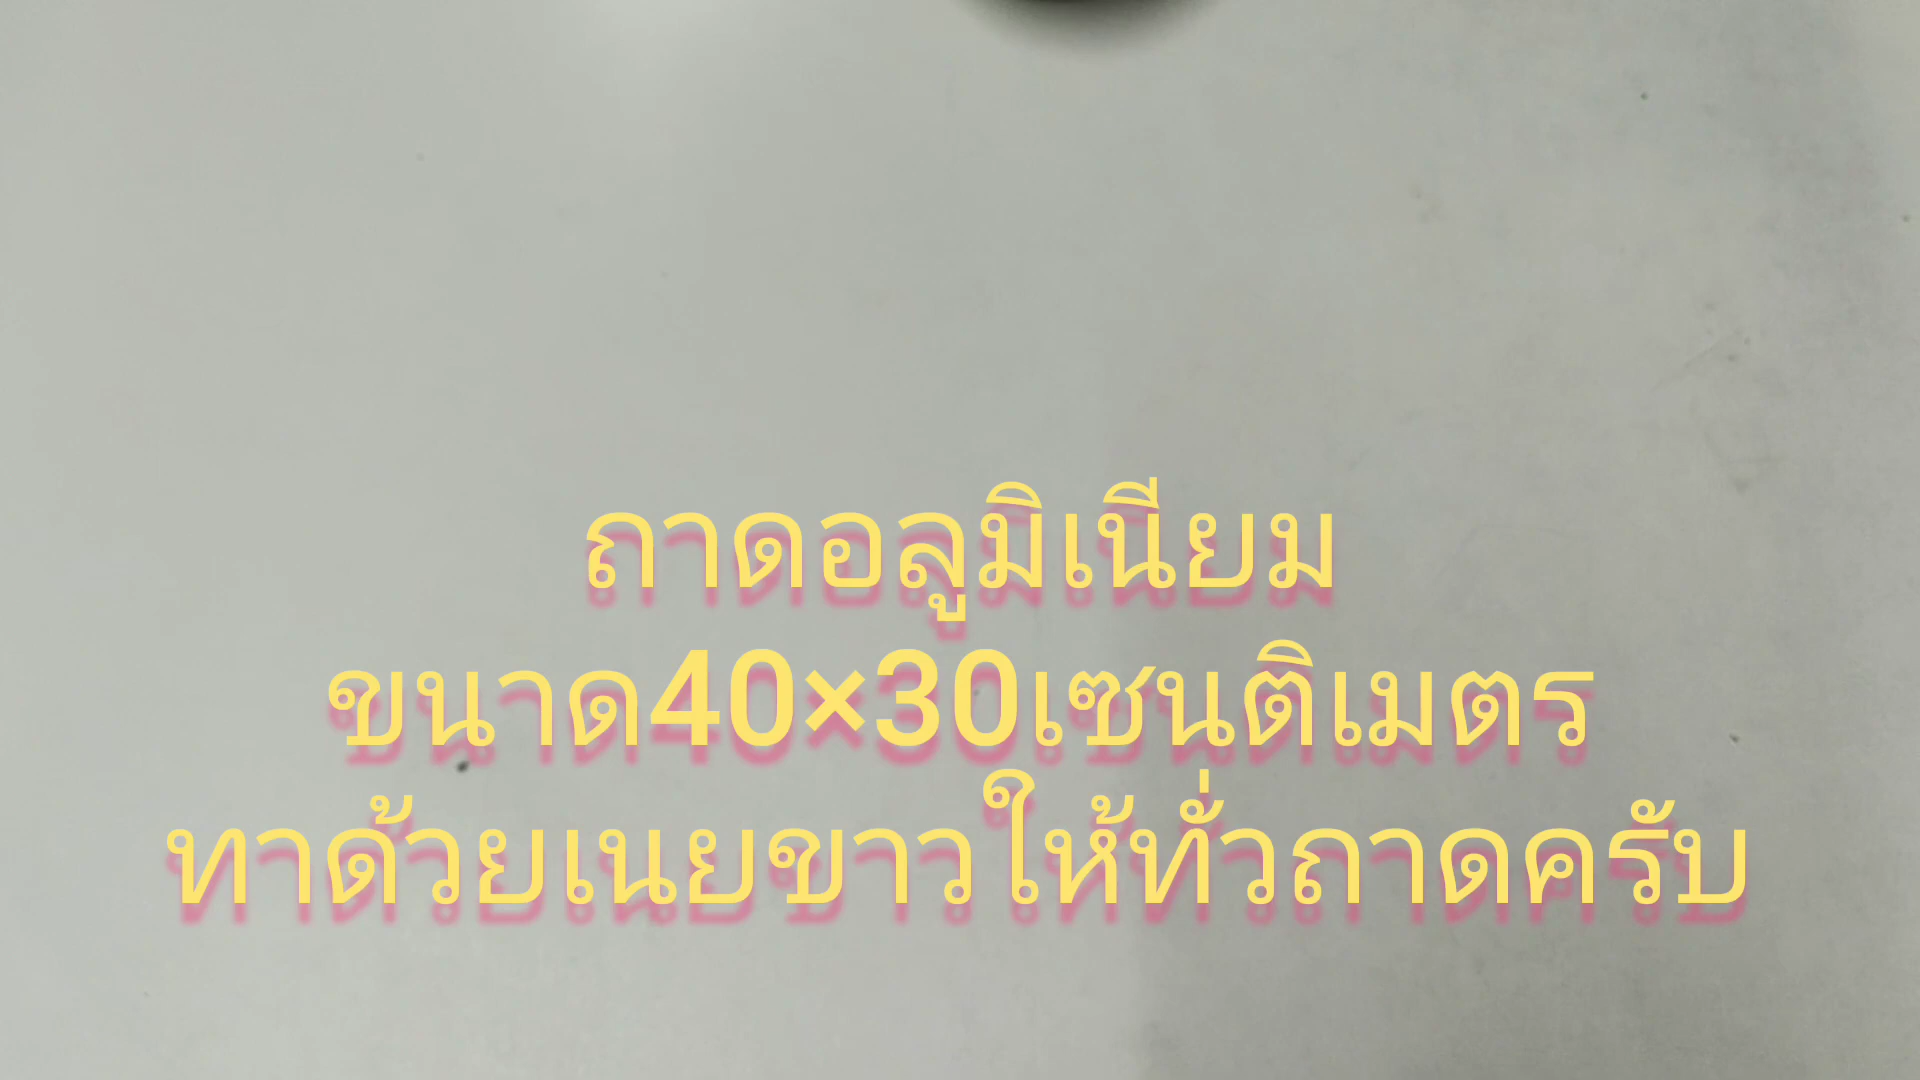 ถาดอลูมิเนียม
ขนาด40×30เซนติเมตร
ทาด้วยเนยขาวให้ทั่วถาดครับ